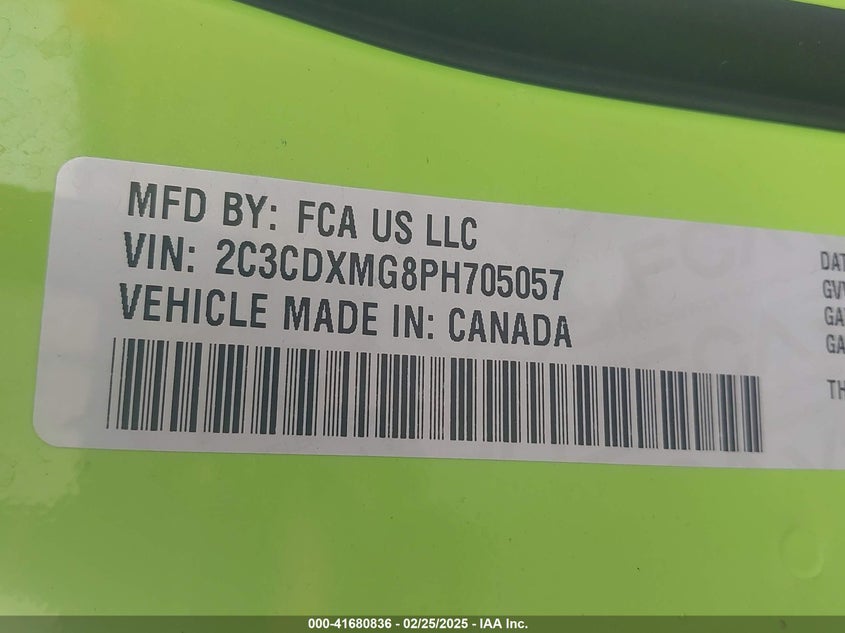 MFD BY: FCA US LLC
VIN: 2C3CDXMG8PH705057
VEHICLE MADE IN: CANADA
000-41680836 - 02/25/2025 - IAA Inc.